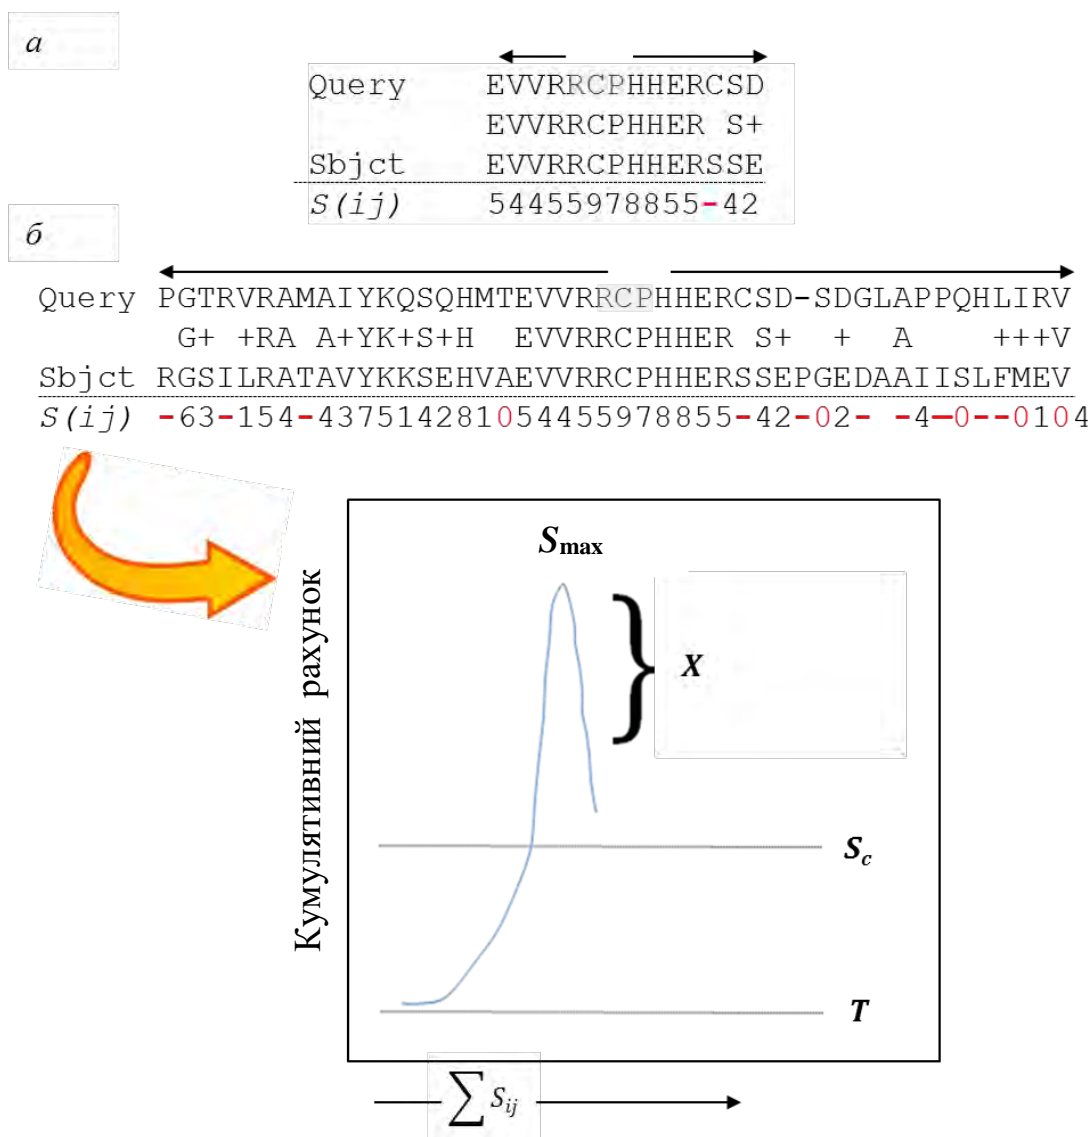 а
Query EVVRRCPHHERCSD
EVVRRCPHHER S+
Sbjct EVVRRCPHHERSSE
S(ij) 54455978855-42
б
Query PGTRVRAMAIYKQSQHMTEVVRRCPHHERCSD-SDGLAPPQHLIRV
G+ +RA A+YK+S+H EVVRRCPHHER S+ + A +++V
Sbjct RGSILRATAVYKKSEHVAEVVRRCPHHERSSEPGEDAAIISLFMEV
S(ij) -63-154-437514281054455978855-42-02- -4—0--0104
Smax
Кумулятивний рахунок
X
Sc
T
∑ Sij